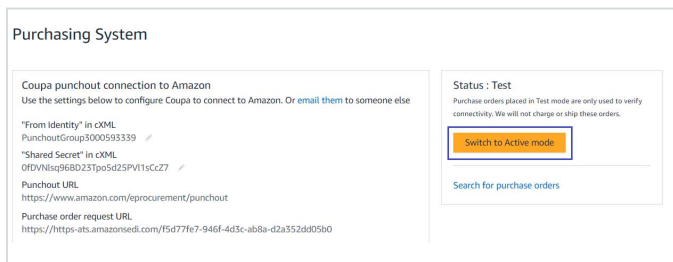 Purchasing System
Coupa punchout connection to Amazon
Use the settings below to configure Coupa to connect to Amazon. Or email them to someone else
"From Identity" in cXML
PunchoutGroup3000593339
"Shared Secret" in cXML
0fDVNlsq96BD23Tpo5d25PVl1sCcZ7
Punchout URL
https://www.amazon.com/eprocurement/punchout
Purchase order request URL
https://https-ats.amazonsedi.com/f5d77fe7-946f-4d3c-ab8a-d2a352dd05b0
Status : Test
Purchase orders placed in Test mode are only used to verify
connectivity. We will not charge or ship these orders.
Switch to Active mode
Search for purchase orders